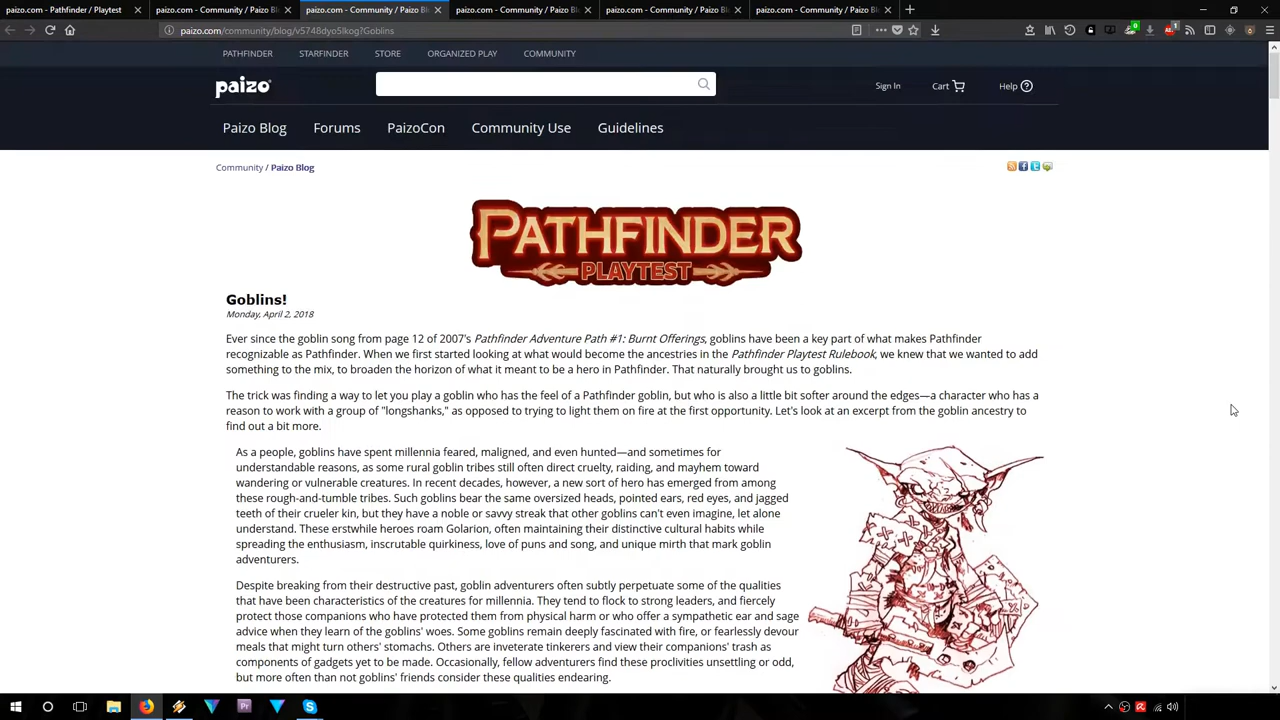 paizo.com - Pathfinder / Playtest
paizo.com - Community / Paizo Bl
paizo.com - Community / Paizo Bl
paizo.com - Community / Paizo Bl
paizo.com - Community / Paizo Bl
paizo.com - Community / Paizo Bl
paizo.com/community/blog/v5748dyo5lkog?Goblins
PATHFINDER STARFINDER STORE ORGANIZED PLAY COMMUNITY
paizo
Sign In Cart Help
Paizo Blog Forums PaizoCon Community Use Guidelines
Community / Paizo Blog
PATHFINDER
PLAYTEST
Goblins!
Monday, April 2, 2018
Ever since the goblin song from page 12 of 2007's Pathfinder Adventure Path #1: Burnt Offerings, goblins have been a key part of what makes Pathfinder
recognizable as Pathfinder. When we first started looking at what would become the ancestries in the Pathfinder Playtest Rulebook, we knew that we wanted to add
something to the mix, to broaden the horizon of what it meant to be a hero in Pathfinder. That naturally brought us to goblins.
The trick was finding a way to let you play a goblin who has the feel of a Pathfinder goblin, but who is also a little bit softer around the edges—a character who has a
reason to work with a group of "longshanks," as opposed to trying to light them on fire at the first opportunity. Let's look at an excerpt from the goblin ancestry to
find out a bit more.
As a people, goblins have spent millennia feared, maligned, and even hunted—and sometimes for
understandable reasons, as some rural goblin tribes still often direct cruelty, raiding, and mayhem toward
wandering or vulnerable creatures. In recent decades, however, a new sort of hero has emerged from among
these rough-and-tumble tribes. Such goblins bear the same oversized heads, pointed ears, red eyes, and jagged
teeth of their crueler kin, but they have a noble or savvy streak that other goblins can't even imagine, let alone
understand. These erstwhile heroes roam Golarion, often maintaining their distinctive cultural habits while
spreading the enthusiasm, inscrutable quirkiness, love of puns and song, and unique mirth that mark goblin
adventurers.
Despite breaking from their destructive past, goblin adventurers often subtly perpetuate some of the qualities
that have been characteristics of the creatures for millennia. They tend to flock to strong leaders, and fiercely
protect those companions who have protected them from physical harm or who offer a sympathetic ear and sage
advice when they learn of the goblins' woes. Some goblins remain deeply fascinated with fire, or fearlessly devour
meals that might turn others' stomachs. Others are inveterate tinkerers and view their companions' trash as
components of gadgets yet to be made. Occasionally, fellow adventurers find these proclivities unsettling or odd,
but more often than not goblins' friends consider these qualities endearing.